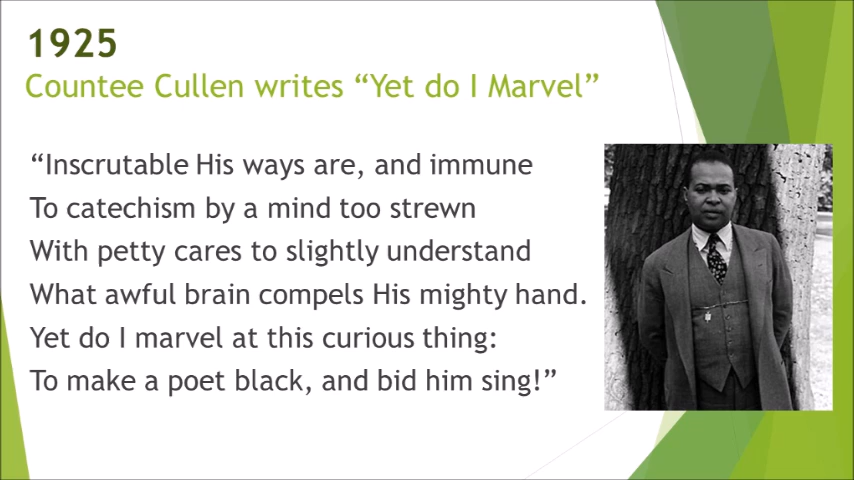 1925
Countee Cullen writes “Yet do I Marvel”
“Inscrutable His ways are, and immune
To catechism by a mind too strewn
With petty cares to slightly understand
What awful brain compels His mighty hand.
Yet do I marvel at this curious thing:
To make a poet black, and bid him sing!”